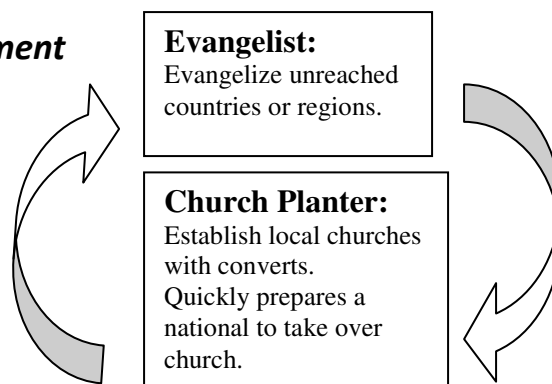 ment
Evangelist:
Evangelize unreached
countries or regions.
Church Planter:
Establish local churches
with converts.
Quickly prepares a
national to take over
church.